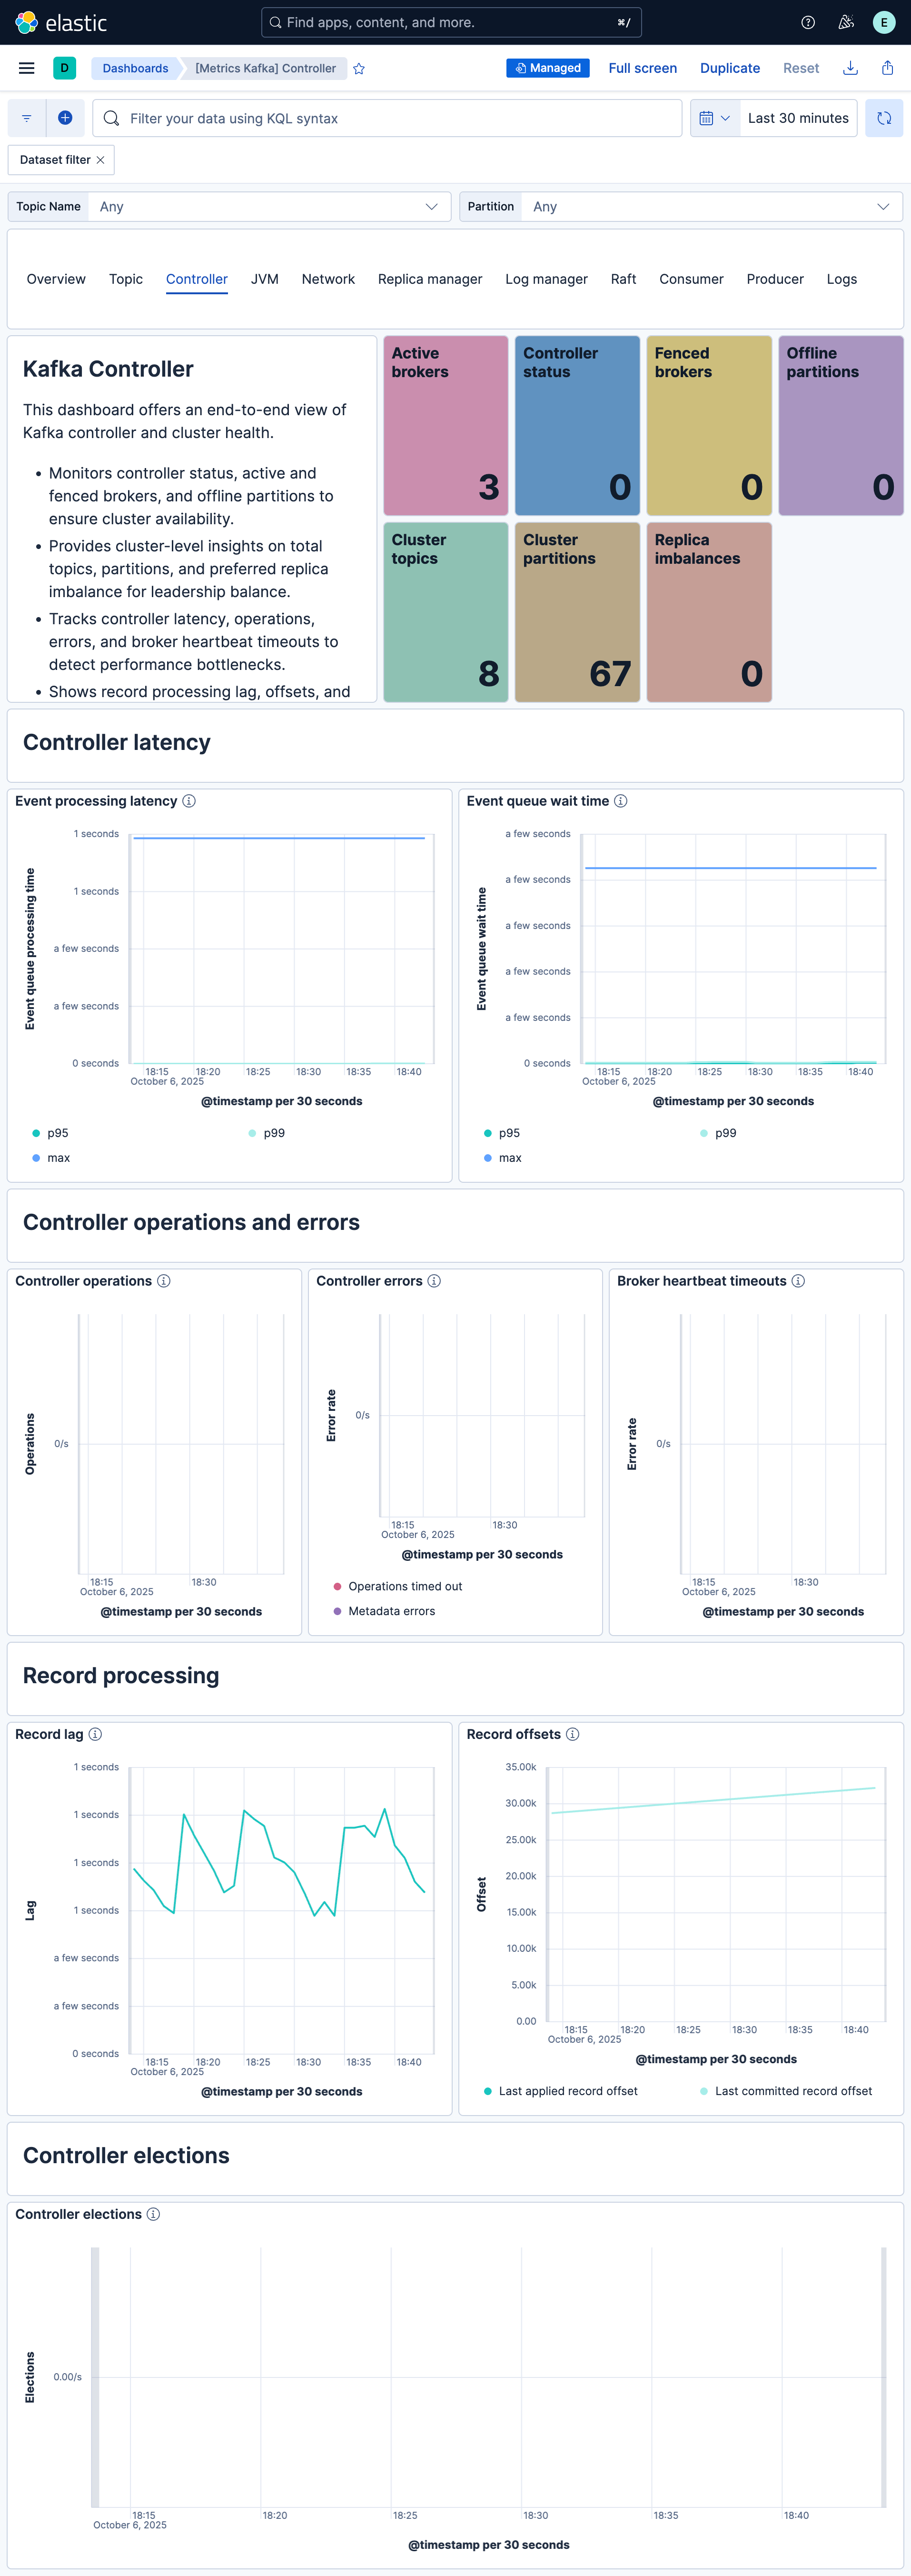 elastic
Find apps, content, and more.
⌘/
E
D
Dashboards
[Metrics Kafka] Controller
Managed
Full screen
Duplicate
Reset
Filter your data using KQL syntax
Last 30 minutes
Dataset filter
Topic Name
Any
Partition
Any
Overview
Topic
Controller
JVM
Network
Replica manager
Log manager
Raft
Consumer
Producer
Logs
Kafka Controller
This dashboard offers an end-to-end view of
Kafka controller and cluster health.
• Monitors controller status, active and
fenced brokers, and offline partitions to
ensure cluster availability.
• Provides cluster-level insights on total
topics, partitions, and preferred replica
imbalance for leadership balance.
• Tracks controller latency, operations,
errors, and broker heartbeat timeouts to
detect performance bottlenecks.
• Shows record processing lag, offsets, and
Active
brokers
3
Controller
status
0
Fenced
brokers
0
Offline
partitions
0
Cluster
topics
8
Cluster
partitions
67
Replica
imbalances
0
Controller latency
Event processing latency
Event queue processing time
1 seconds
1 seconds
a few seconds
a few seconds
0 seconds
18:15
18:20
18:25
18:30
18:35
18:40
October 6, 2025
@timestamp per 30 seconds
p95
p99
max
Event queue wait time
Event queue wait time
a few seconds
a few seconds
a few seconds
a few seconds
a few seconds
0 seconds
18:15
18:20
18:25
18:30
18:35
18:40
October 6, 2025
@timestamp per 30 seconds
p95
p99
max
Controller operations and errors
Controller operations
Operations
0/s
18:15
18:30
October 6, 2025
@timestamp per 30 seconds
Controller errors
Error rate
0/s
18:15
18:30
October 6, 2025
@timestamp per 30 seconds
Operations timed out
Metadata errors
Broker heartbeat timeouts
Error rate
0/s
18:15
18:30
October 6, 2025
@timestamp per 30 seconds
Record processing
Record lag
Lag
1 seconds
1 seconds
1 seconds
1 seconds
a few seconds
a few seconds
0 seconds
18:15
18:20
18:25
18:30
18:35
18:40
October 6, 2025
@timestamp per 30 seconds
Record offsets
Offset
35.00k
30.00k
25.00k
20.00k
15.00k
10.00k
5.00k
0.00
18:15
18:20
18:25
18:30
18:35
18:40
October 6, 2025
@timestamp per 30 seconds
Last applied record offset
Last committed record offset
Controller elections
Controller elections
Elections
0.00/s
18:15
18:20
18:25
18:30
18:35
18:40
October 6, 2025
@timestamp per 30 seconds